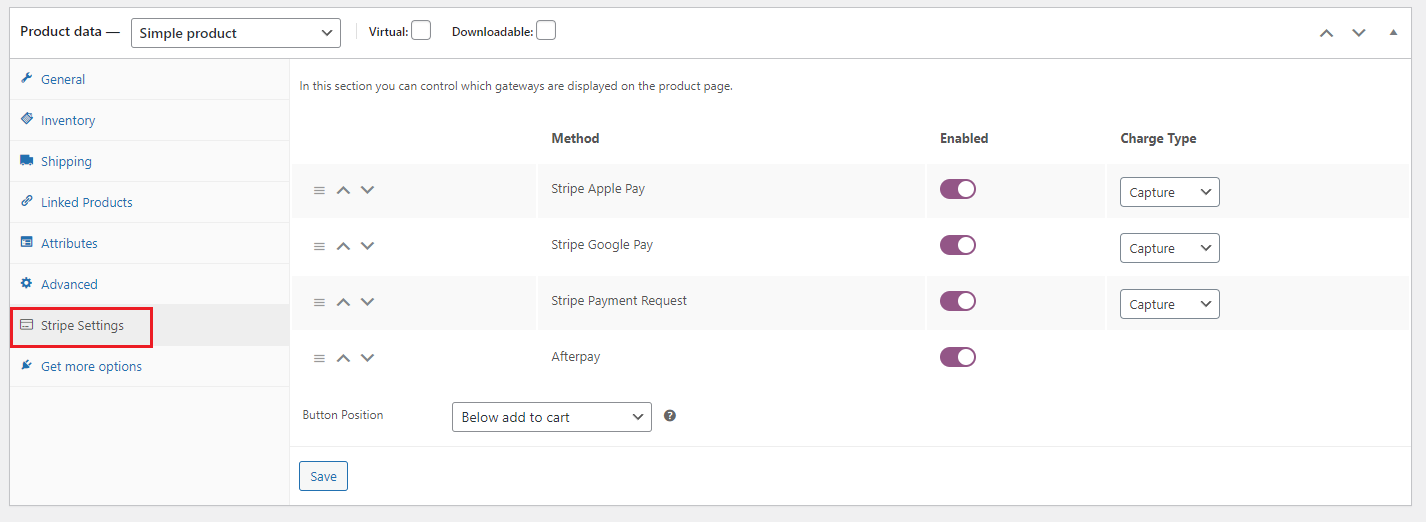 Product data — Simple product Virtual: Downloadable:
General
Inventory
Shipping
Linked Products
Attributes
Advanced
Stripe Settings
Get more options
In this section you can control which gateways are displayed on the product page.
Method Enabled Charge Type
Stripe Apple Pay Capture
Stripe Google Pay Capture
Stripe Payment Request Capture
Afterpay
Button Position Below add to cart ?
Save